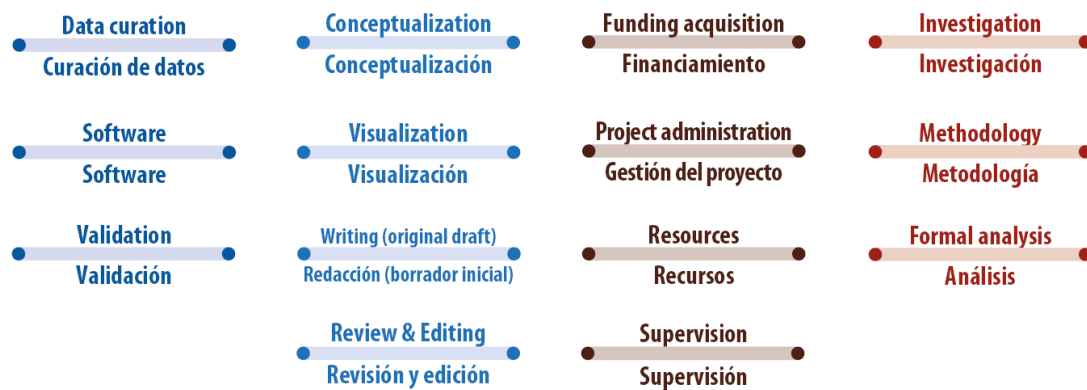 Data curation
Curación de datos
Conceptualization
Conceptualización
Funding acquisition
Financiamiento
Investigation
Investigación
Software
Software
Visualization
Visualización
Project administration
Gestión del proyecto
Methodology
Metodología
Validation
Validación
Writing (original draft)
Redacción (borrador inicial)
Resources
Recursos
Formal analysis
Análisis
Review & Editing
Revisión y edición
Supervision
Supervisión